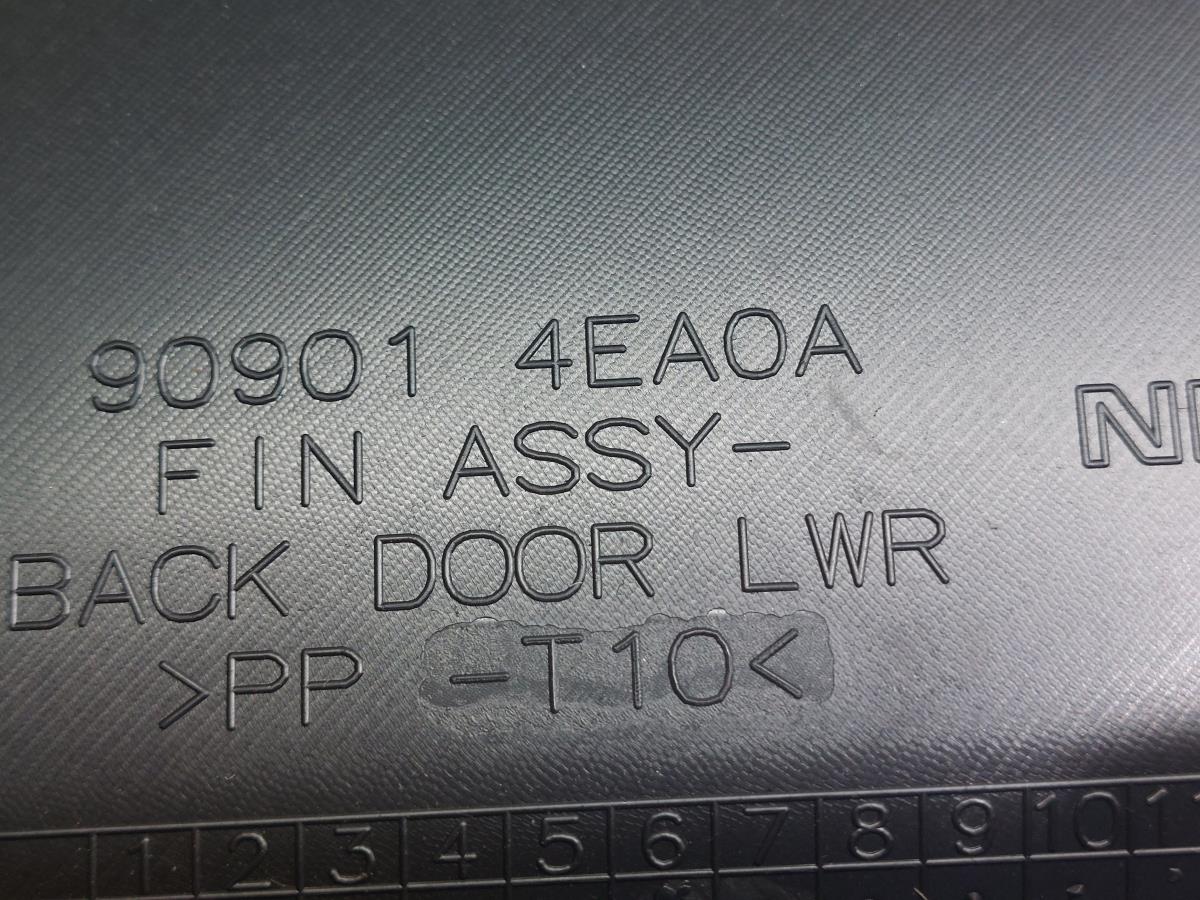 90901 4EA0A
FIN ASSY-
BACK DOOR LWR
>PP -T10<
1 2 3 4 5 6 7 8 9 10